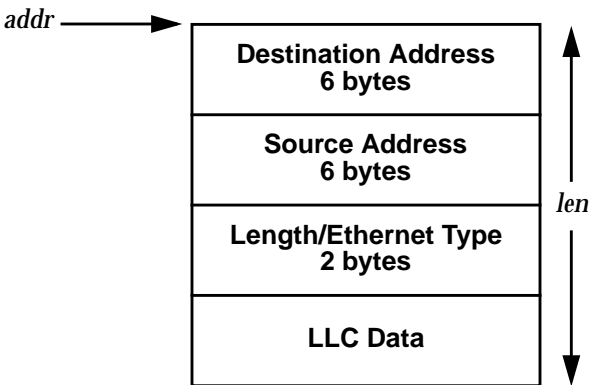 addr
Destination Address
6 bytes
Source Address
6 bytes
len
Length/Ethernet Type
2 bytes
LLC Data